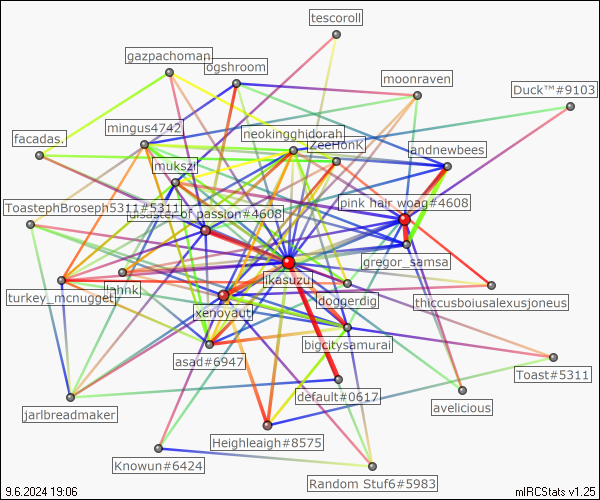 tescoroll
gazpachoman
ogshroom
moonraven
Duck™#9103
mingus4742
neokingghidorah
facadas.
ZeeHonK
andnewbees
mukszi
pink hair woag#4608
ToastephBroseph5311#5311
disaster of passion#4608
gregor_samsa
lahnk
ikasuzu
turkey_mcnugget
doggerdig
thiccusboiusalexusjoneus
xenoyaut
bigcitysamurai
asad#6947
Toast#5311
default#0617
avelicious
jarlbreadmaker
Heighleaigh#8575
Knowun#6424
Random Stuf6#5983
9.6.2024 19:06
mIRCStats v1.25